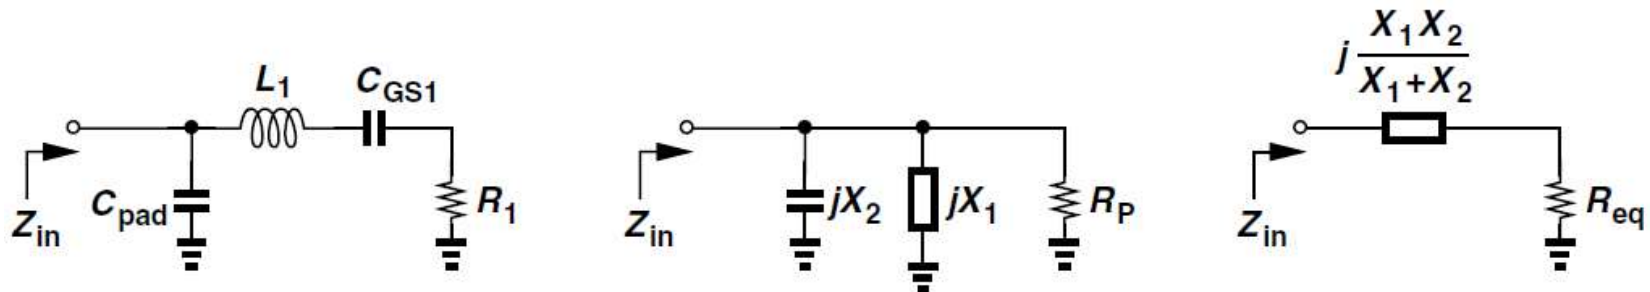 L1
CGS1
Cpad
R1
Zin
jX2
jX1
RP
Zin
j X1X2
X1+X2
Req
Zin